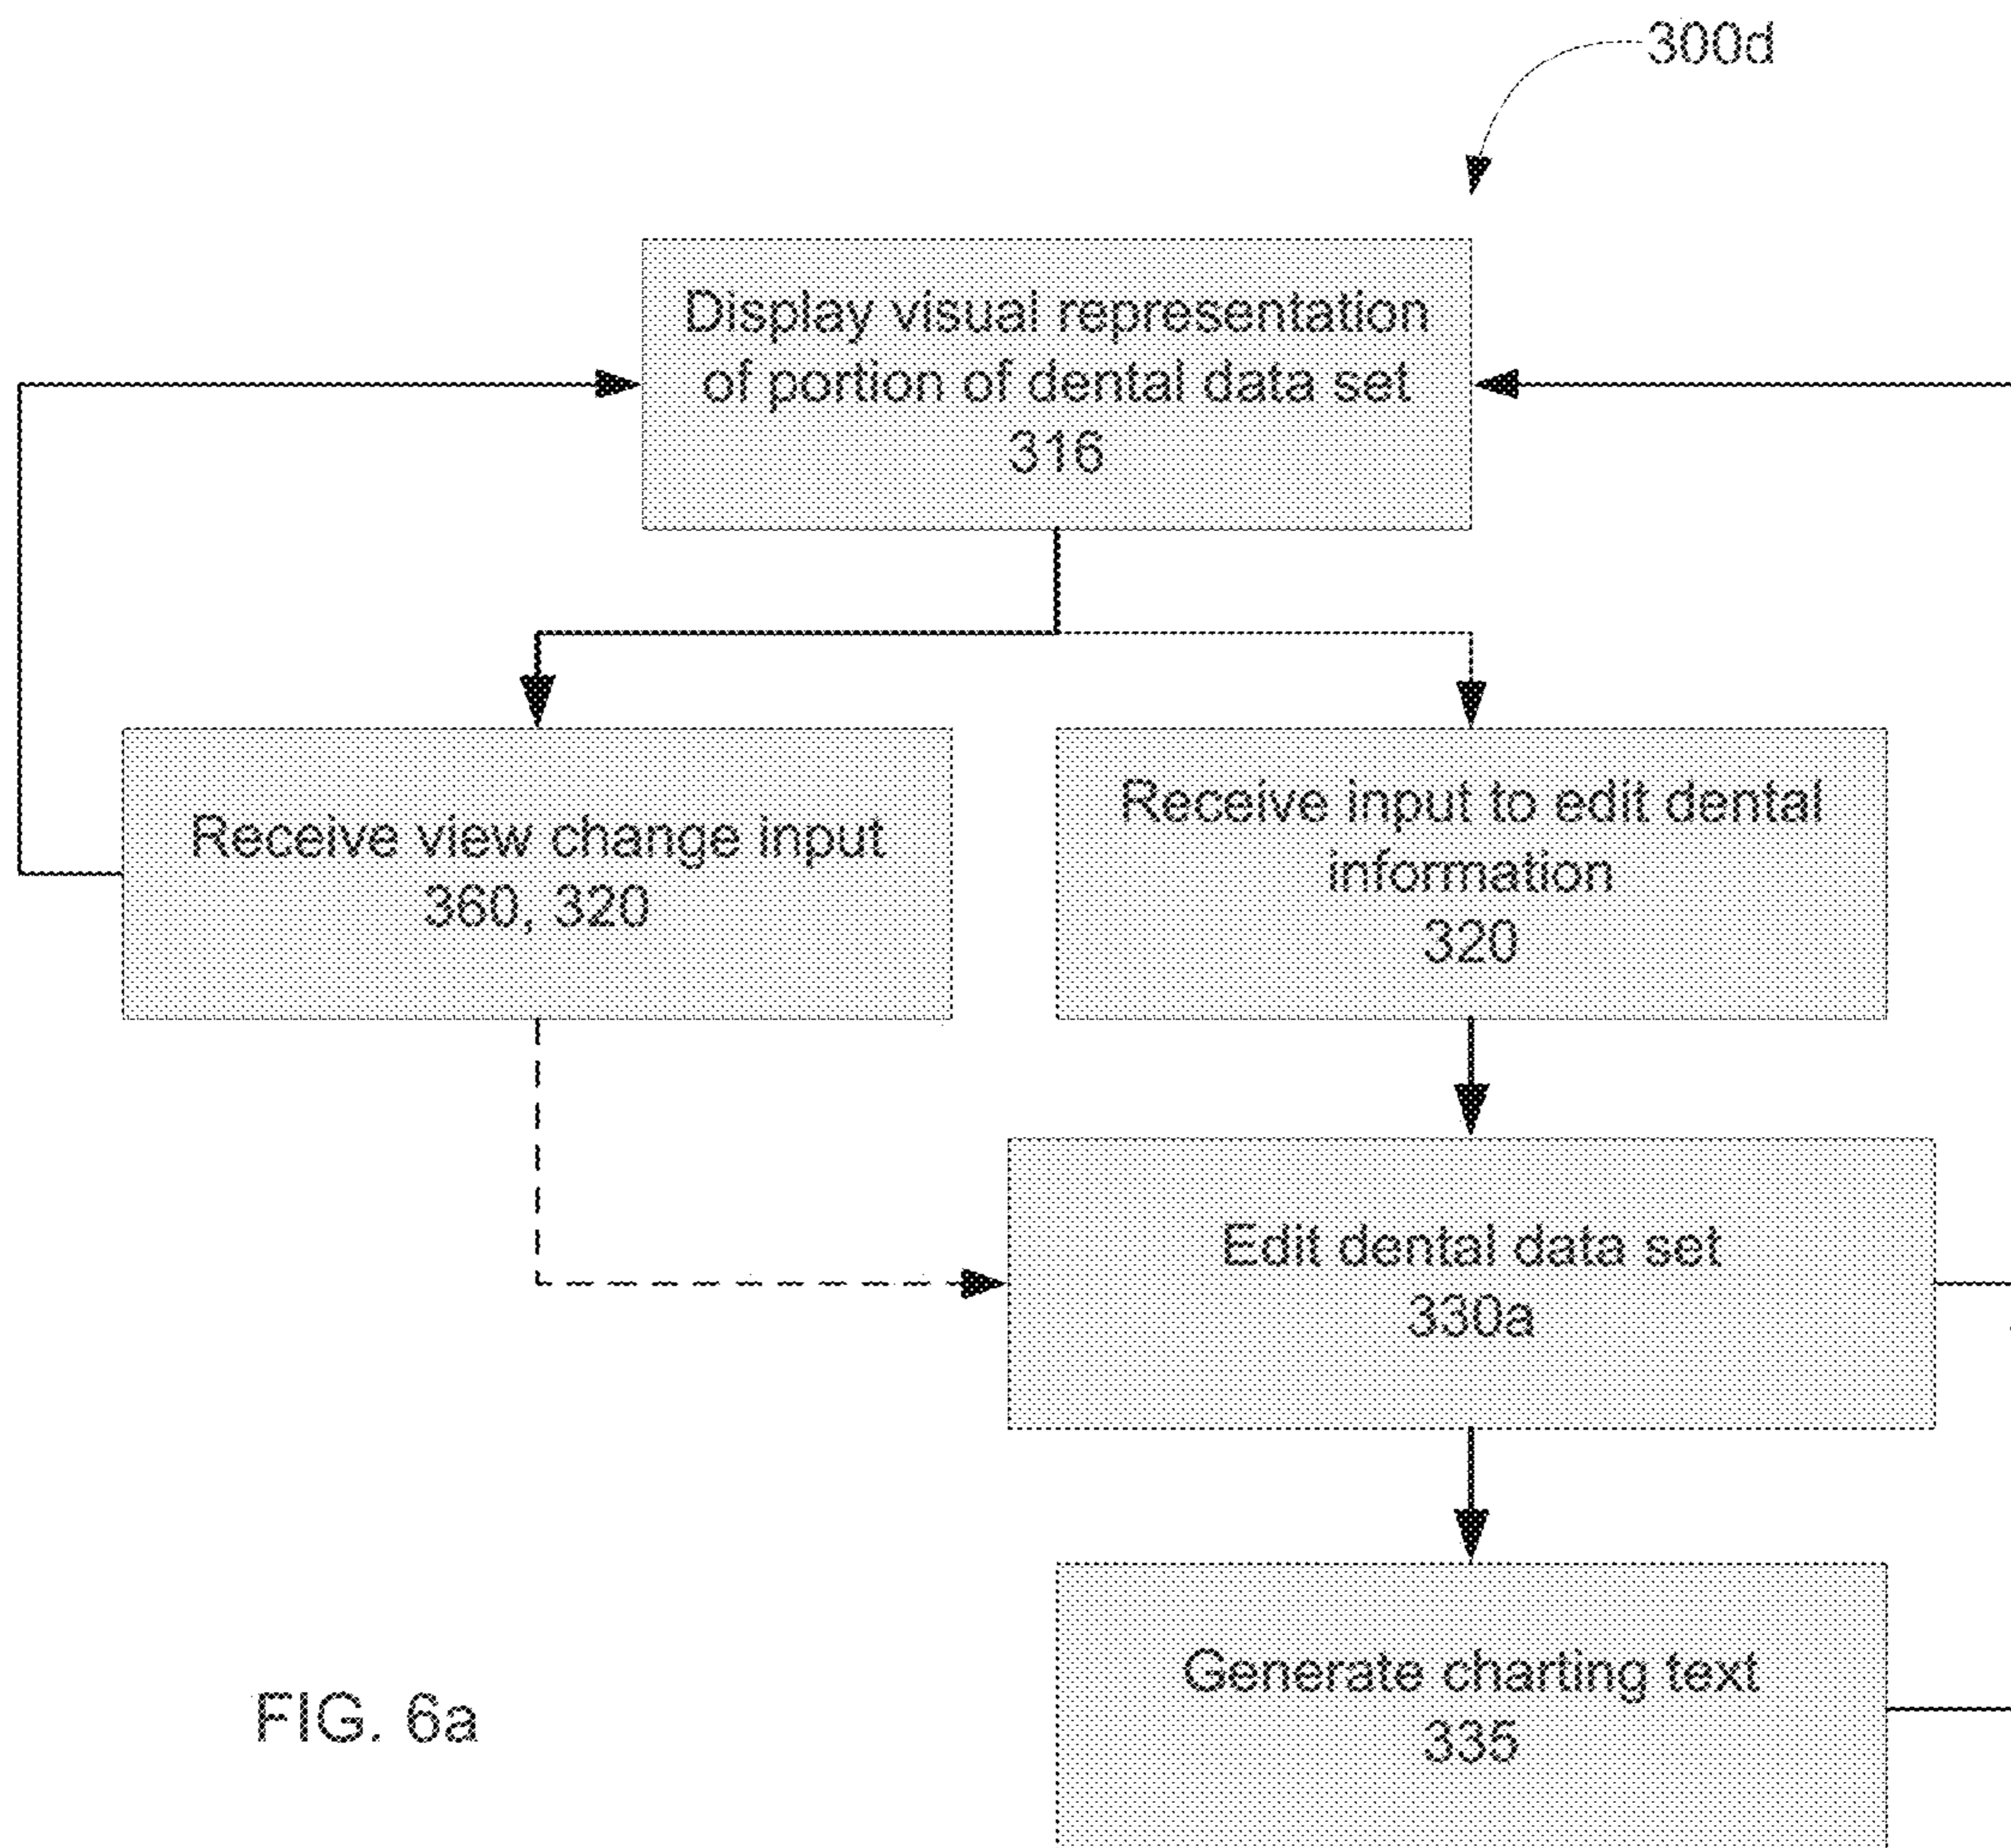 300d
Display visual representation
of portion of dental data set
316
Receive view change input
360, 320
Receive input to edit dental
information
320
Edit dental data set
330a
Generate charting text
335
FIG. 6a